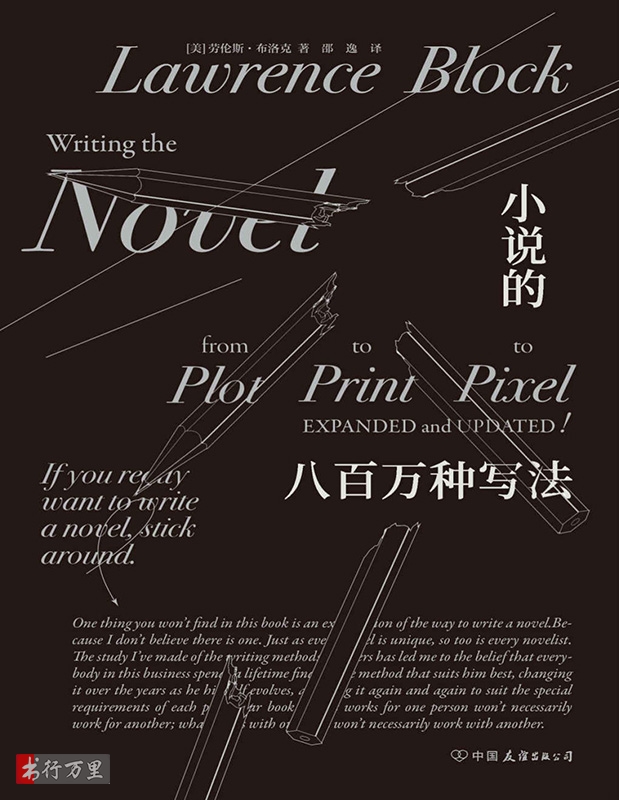 [美] 劳伦斯·布洛克 著 邵逸 译
Lawrence Block
Writing the
Novel
小说的
from to to
Plot Print Pixel
EXPANDED and UPDATED!
八百万种写法
If you
want to write
a novel, stick
around.
One thing you won't find in this book is an on of the way to write a novel.Be-
cause I don't believe there is one. Just as eve l is unique, so too is every novelist.
The study I've made of the writing method ers has led me to the belief that every-
body in this business spen a lifetime fin e method that suits him best, changing
it over the years as he hi lf evolves, a g it again and again to suit the special
requirements of each p ar book works for one person won't necessarily
work for another; wha s with on won't necessarily work with another.
中国友谊出版公司
书行万里